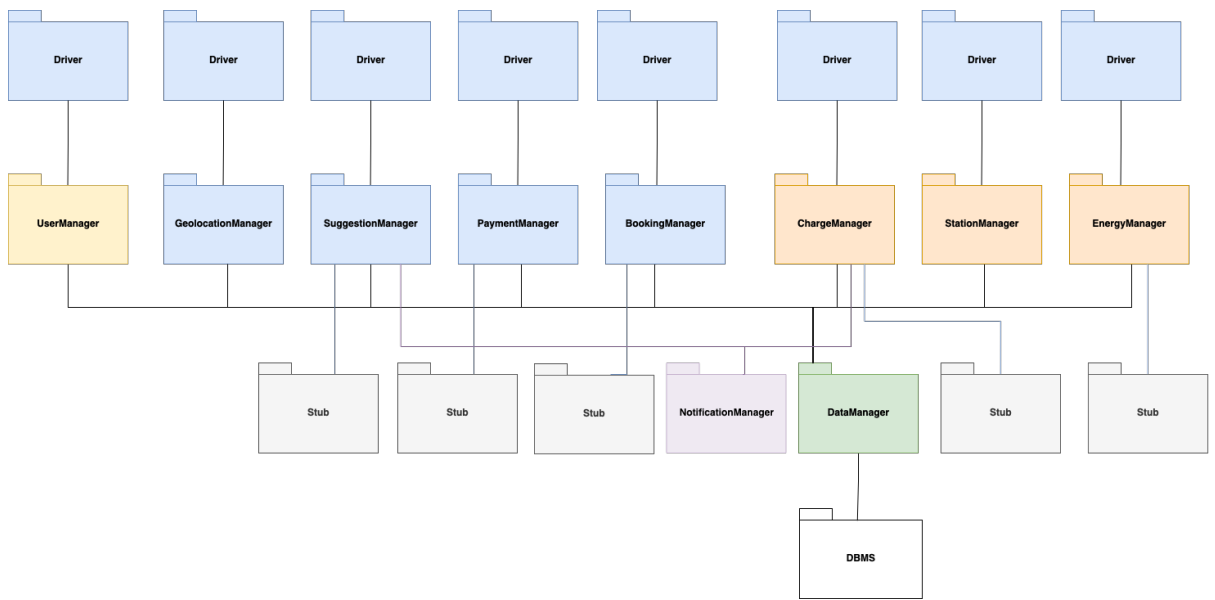 Driver
Driver
Driver
Driver
Driver
Driver
Driver
Driver
UserManager
GeolocationManager
SuggestionManager
PaymentManager
BookingManager
ChargeManager
StationManager
EnergyManager
Stub
Stub
Stub
NotificationManager
DataManager
Stub
Stub
DBMS